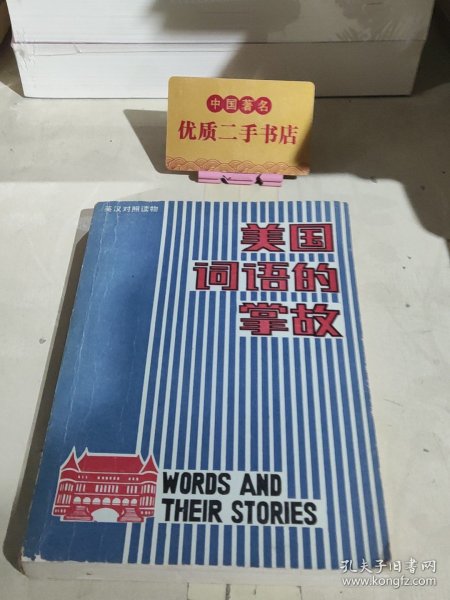 中国著名
优质二手书店
英汉对照读物
美国
词语的
掌故
WORDS AND
THEIR STORIES
孔夫子旧书网
www.kongfz.com